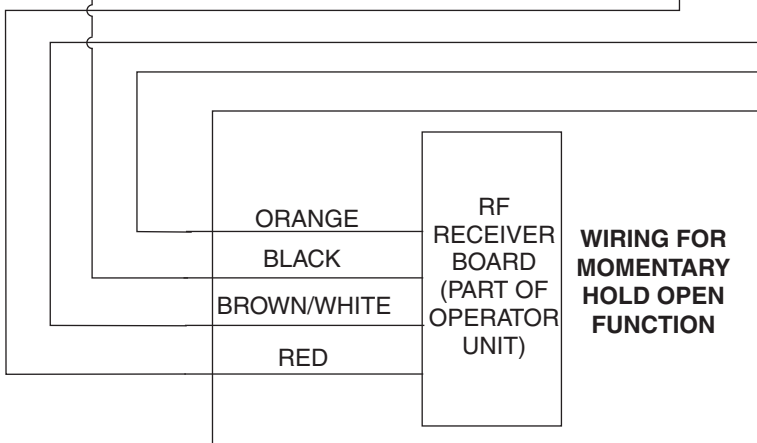 ORANGE
BLACK
BROWN/WHITE
RED
RF
RECEIVER
BOARD
(PART OF
OPERATOR
UNIT)
WIRING FOR
MOMENTARY
HOLD OPEN
FUNCTION